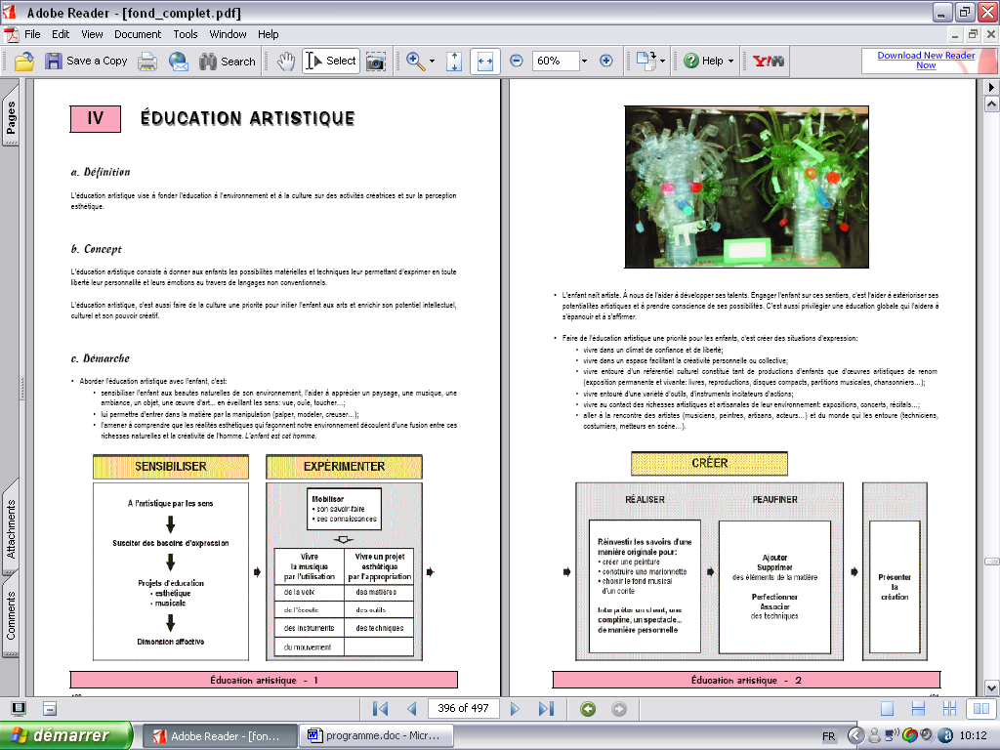 Adobe Reader - [fond_complet.pdf]
File Edit View Document Tools Window Help
Save a Copy Search Select 60% Help Y! Download New Reader
Now
Pages
Attachments
Comments
IV ÉDUCATION ARTISTIQUE
a. Définition
L'éducation artistique vise à fonder l'éducation à l'environnement et à la culture sur des activités créatrices et sur la perception
esthétique.
b. Concept
L'éducation artistique consiste à donner aux enfants les possibilités matérielles et techniques leur permettant d'exprimer en toute
liberté leur personnalité et leurs émotions au travers de langages non conventionnels.
L'éducation artistique, c'est aussi faire de la culture une priorité pour initier l'enfant aux arts et enrichir son potentiel intellectuel,
culturel et son pouvoir créatif.
c. Démarche
• Aborder l'éducation artistique avec l'enfant, c'est:
• sensibiliser l'enfant aux beautés naturelles de son environnement, l'aider à apprécier un paysage, une musique, une
ambiance, un objet, une œuvre d'art... en éveillant les sens: vue, ouïe, toucher...;
• lui permettre d'entrer dans la matière par la manipulation (palper, modeler, creuser...);
• l'amener à comprendre que les réalités esthétiques qui façonnent notre environnement découlent d'une fusion entre ces
richesses naturelles et la créativité de l'homme. L'enfant est cet homme.
SENSIBILISER
À l'artistique par les sens
Susciter des besoins d'expression
Projets d'éducation
- esthétique
- musicale
Dimension affective
EXPÉRIMENTER
Mobiliser
• son savoir-faire
• ses connaissances
Vivre
la musique
par l'utilisation
Vivre un projet
esthétique
par l'appropriation
de la voix des matières
de l'écoute des outils
des instruments des techniques
du mouvement
Éducation artistique - 1
• L'enfant naît artiste. À nous de l'aider à développer ses talents. Engager l'enfant sur ces sentiers, c'est l'aider à extérioriser ses
potentialités artistiques et à prendre conscience de ses possibilités. C'est aussi privilégier une éducation globale qui l'aidera à
s'épanouir et à s'affirmer.
• Faire de l'éducation artistique une priorité pour les enfants, c'est créer des situations d'expression:
• vivre dans un climat de confiance et de liberté;
• vivre dans un espace facilitant la créativité personnelle ou collective;
• vivre entouré d'un référentiel culturel constitué tant de productions d'enfants que d'œuvres artistiques de renom
(exposition permanente et vivante: livres, reproductions, disques compacts, partitions musicales, chansonniers...);
• vivre entouré d'une variété d'outils, d'instruments incitateurs d'actions;
• vivre au contact des richesses artistiques et artisanales de leur environnement: expositions, concerts, récitals...;
• aller à la rencontre des artistes (musiciens, peintres, artisans, acteurs...) et du monde qui les entoure (techniciens,
costumiers, metteurs en scène...).
CRÉER
RÉALISER
Réinvestir les savoirs d'une
manière originale pour:
• créer une peinture
• construire une marionnette
• choisir le fond musical
d'un conte
Interpréter un chant, une
comptine, un spectacle...
de manière personnelle
PEAUFINER
Ajouter
Supprimer
des éléments de la matière
Perfectionner
Associer
des techniques
Présenter
la
création
Éducation artistique - 2
396 of 497
démarrer Adobe Reader - [fon... programme.doc - Micr... FR 10:12